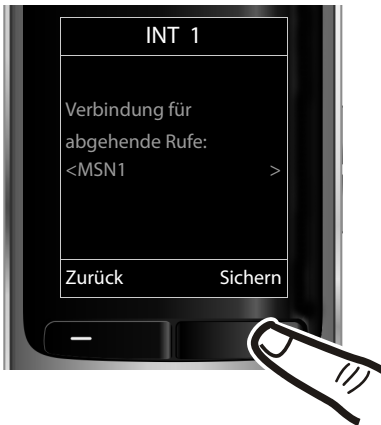 INT 1
Verbindung für
abgehende Rufe:
<MSN1 >
Zurück Sichern